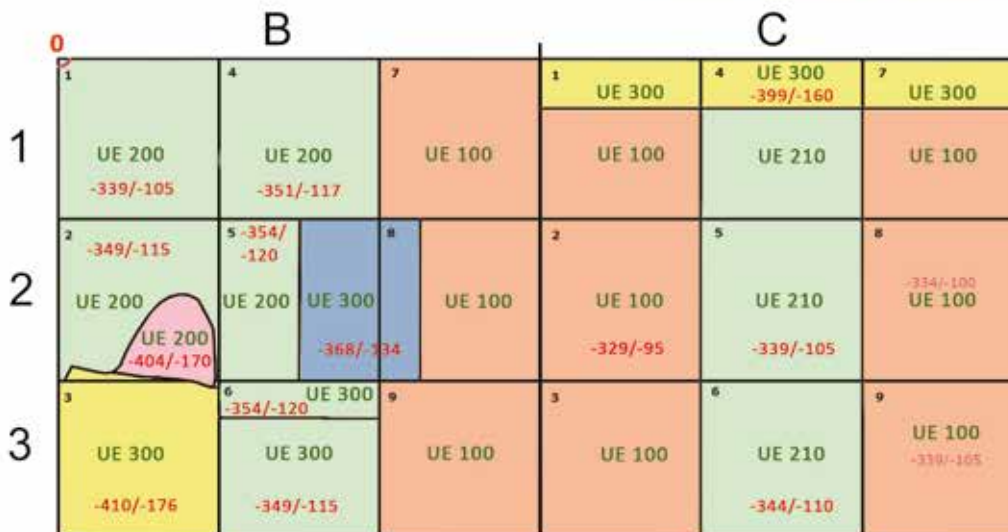 B C
0
1
1
UE 200
-339/-105
4
UE 200
-351/-117
7
UE 100
1
UE 300
UE 100
4
UE 300
-399/-160
UE 210
7
UE 300
UE 100
2
2
-349/-115
UE 200
UE 200
-404/-170
5
-354/
-120
UE 200
UE 300
-368/-134
8
UE 100
2
UE 100
-329/-95
5
UE 210
-339/-105
8
-334/-100
UE 100
3
3
UE 300
-410/-176
6
UE 300
-354/-120
UE 300
-349/-115
9
UE 100
3
UE 100
6
UE 210
-344/-110
9
UE 100
-339/-105